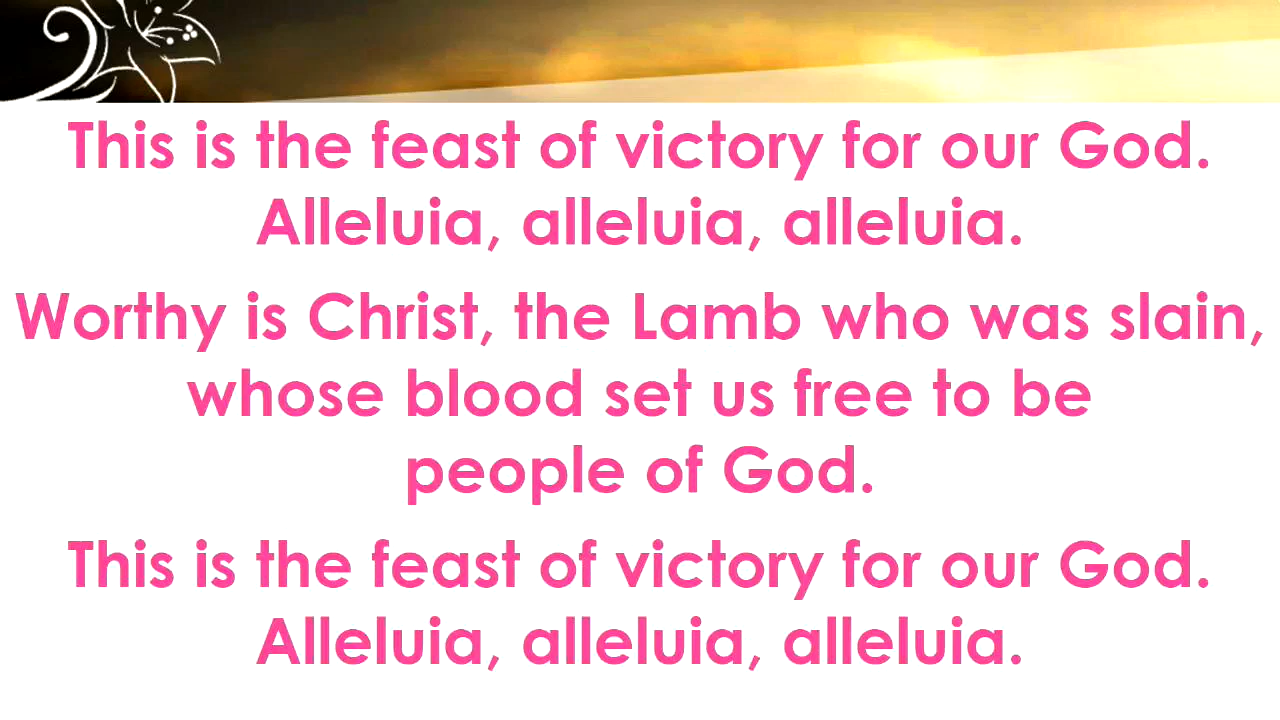 This is the feast of victory for our God.
Alleluia, alleluia, alleluia.
Worthy is Christ, the Lamb who was slain,
whose blood set us free to be
people of God.
This is the feast of victory for our God.
Alleluia, alleluia, alleluia.